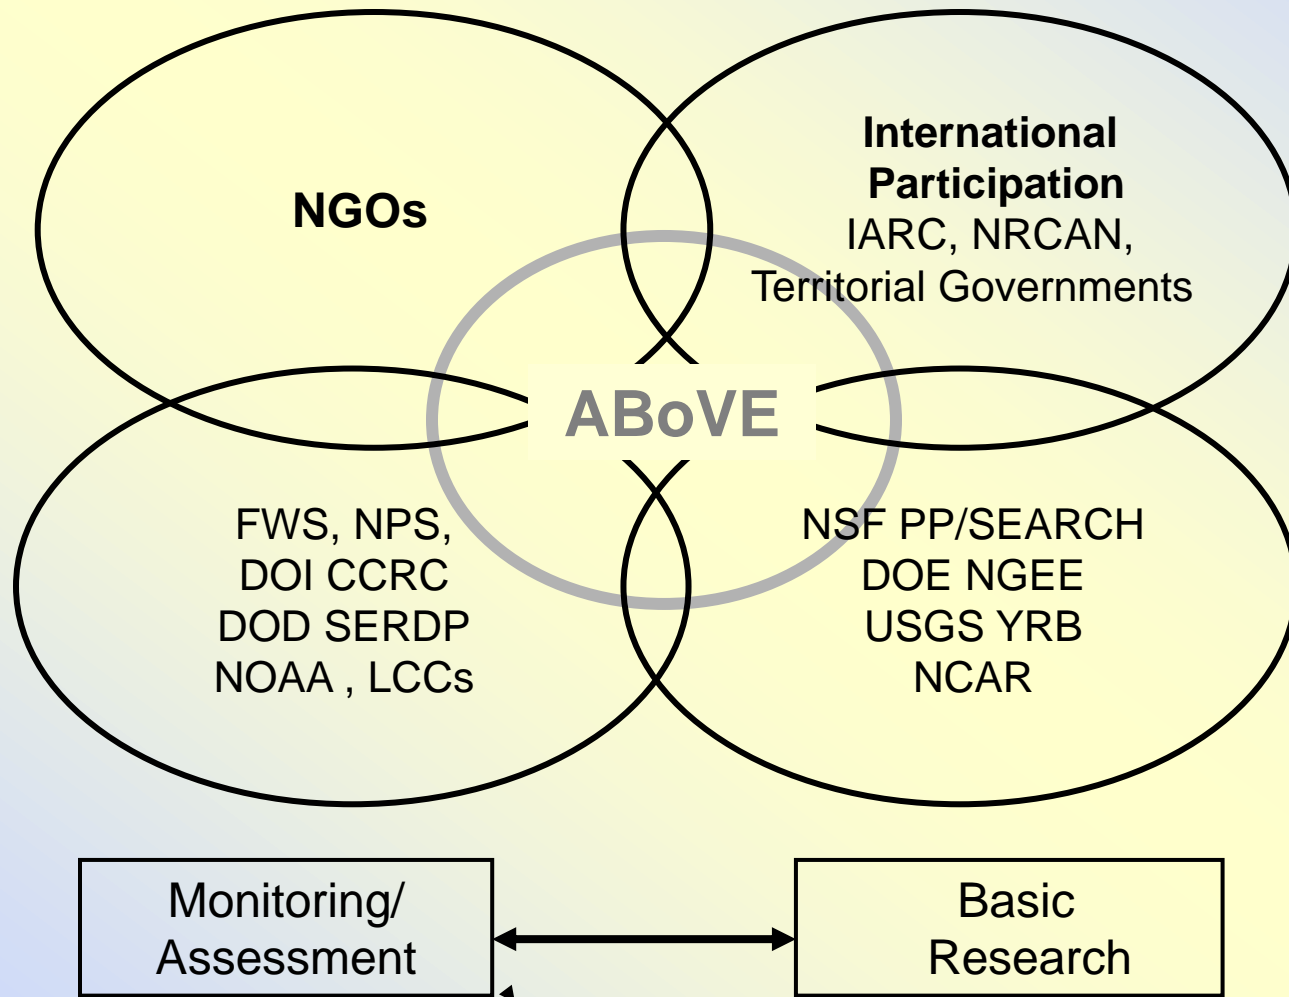 NGOs
International
Participation
IARC, NRCAN,
Territorial Governments
ABoVE
FWS, NPS,
DOI CCRC
DOD SERDP
NOAA , LCCs
NSF PP/SEARCH
DOE NGEE
USGS YRB
NCAR
Monitoring/
Assessment
Basic
Research